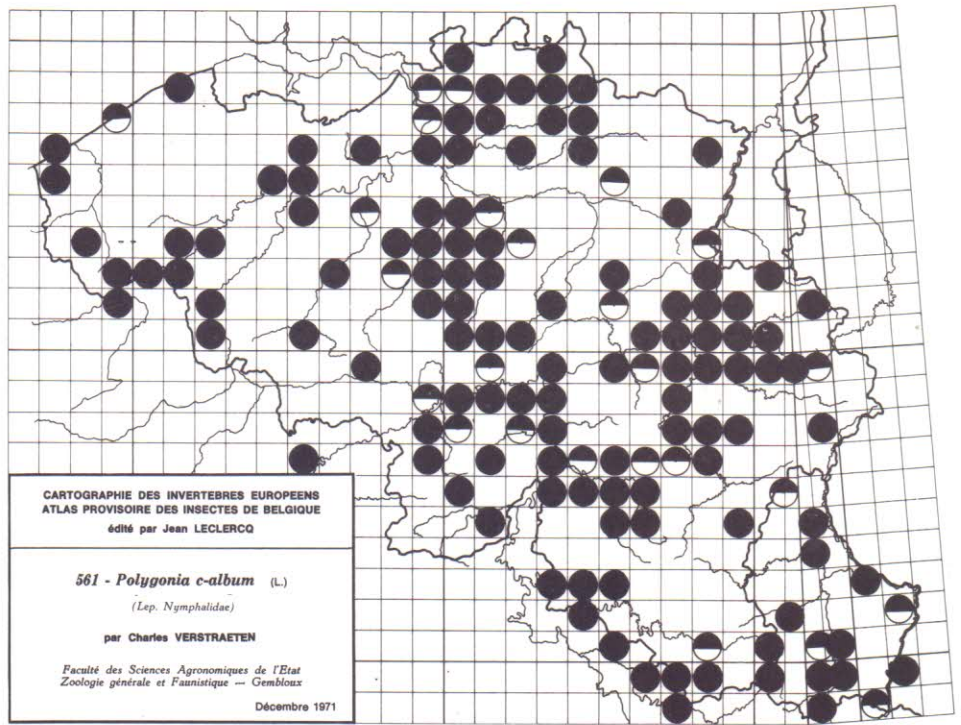 CARTOGRAPHIE DES INVERTEBRES EUROPEENS
ATLAS PROVISOIRE DES INSECTES DE BELGIQUE
édité par Jean LECLERCQ
561 - Polygonia c-album (L.)
(Lep. Nymphalidae)
par Charles VERSTRAETEN
Faculté des Sciences Agronomiques de l'Etat
Zoologie générale et Faunistique — Gembloux
Décembre 1971